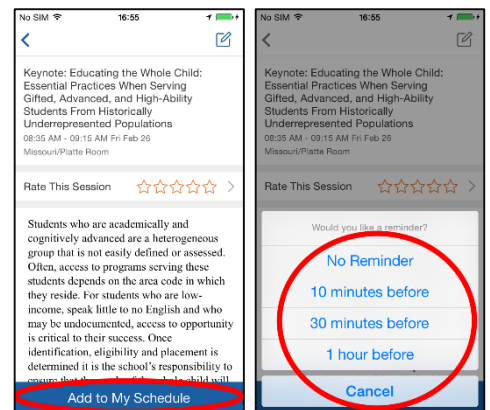 No SIM 16:55
Keynote: Educating the Whole Child:
Essential Practices When Serving
Gifted, Advanced, and High-Ability
Students From Historically
Underrepresented Populations
08:35 AM - 09:15 AM Fri Feb 26
Missouri/Platte Room
Rate This Session
Students who are academically and
cognitively advanced are a heterogeneous
group that is not easily defined or assessed.
Often, access to programs serving these
students depends on the area code in which
they reside. For students who are low-
income, speak little to no English and who
may be undocumented, access to opportunity
is critical to their success. Once
identification, eligibility and placement is
determined it is the school's responsibility to
Add to My Schedule
No SIM 16:55
Keynote: Educating the Whole Child:
Essential Practices When Serving
Gifted, Advanced, and High-Ability
Students From Historically
Underrepresented Populations
08:35 AM - 09:15 AM Fri Feb 26
Missouri/Platte Room
Rate This Session
Would you like a reminder?
No Reminder
10 minutes before
30 minutes before
1 hour before
Cancel